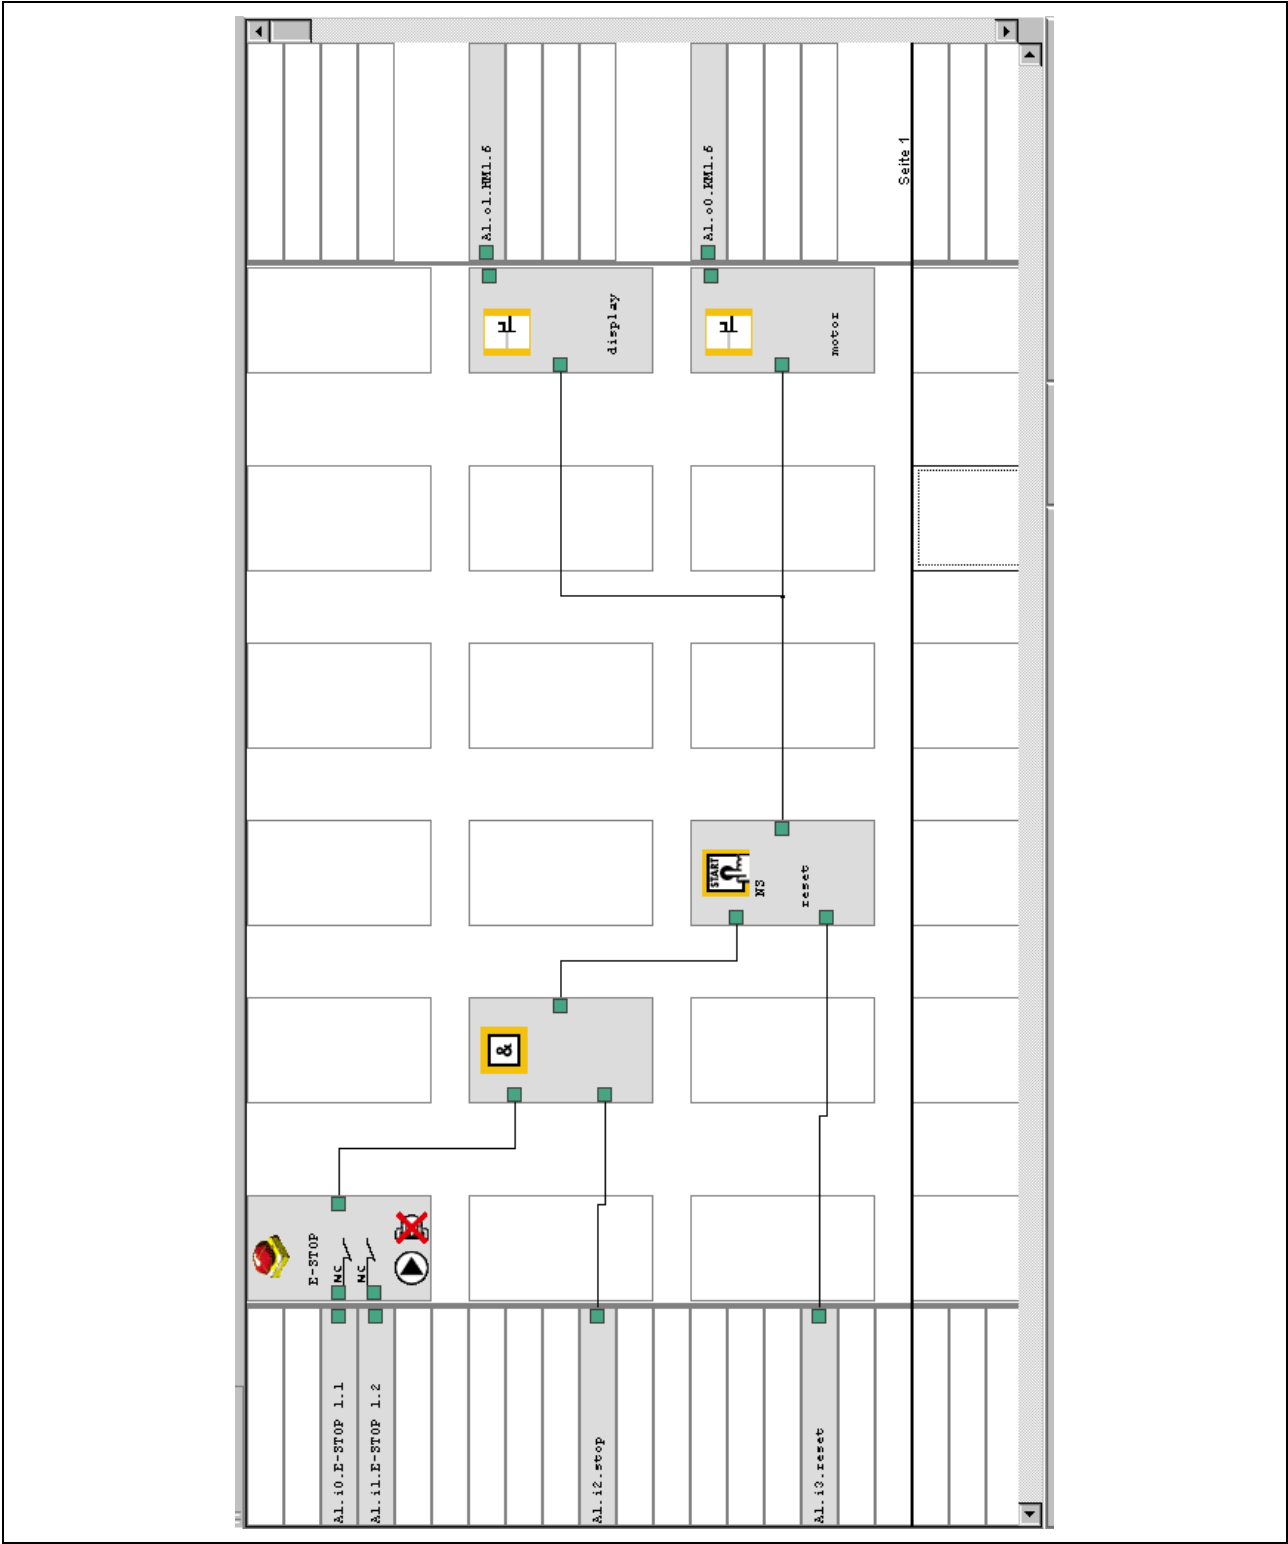 E-STOP
A1.i0.E-STOP 1.1
NC
A1.i1.E-STOP 1.2
NC
A1.o1.HM1.6
&
A1.i2.stop
display
A1.o0.KM1.6
START
NS
reset
A1.i3.reset
motor
Seite 1